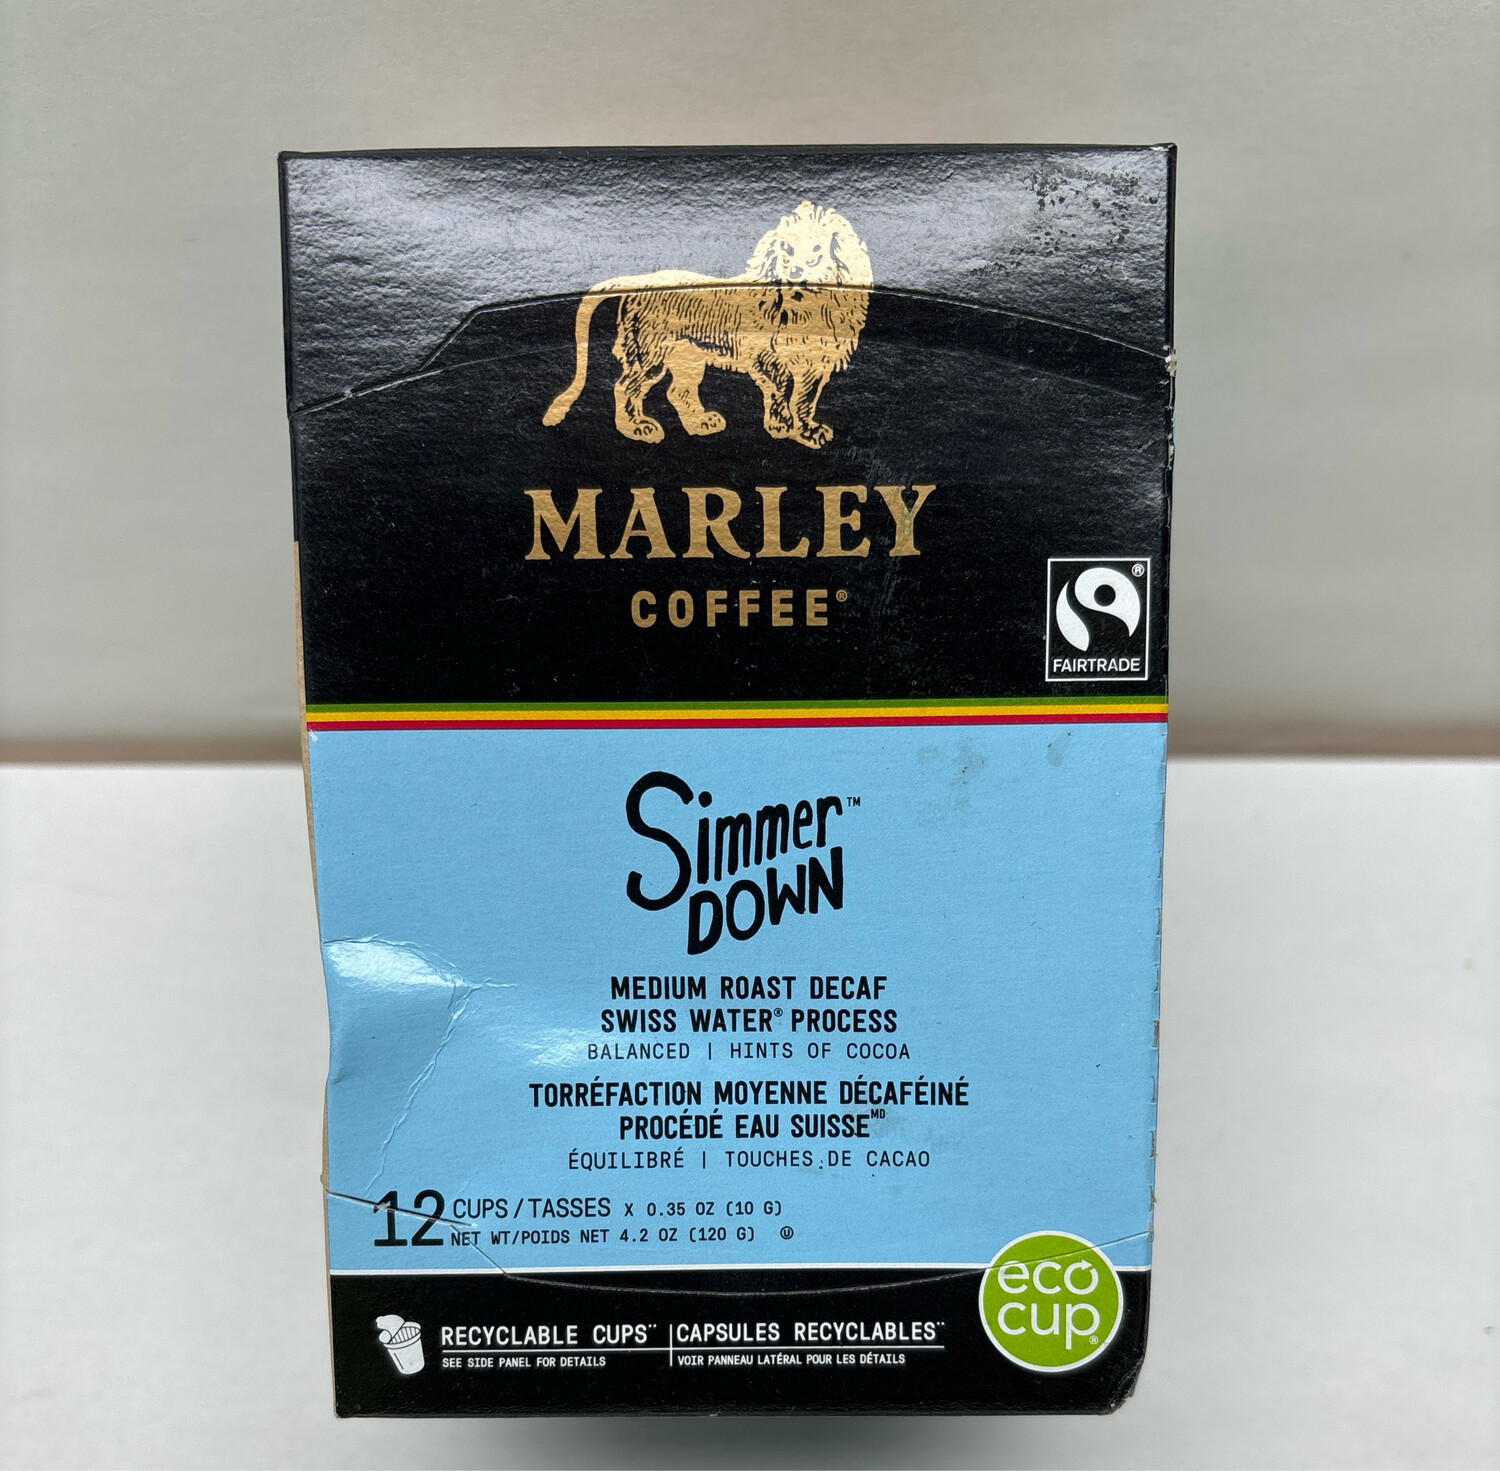 MARLEY
COFFEE®
®
FAIRTRADE
Simmer™
DOWN
MEDIUM ROAST DECAF
SWISS WATER® PROCESS
BALANCED | HINTS OF COCOA
TORRÉFACTION MOYENNE DÉCAFÉINÉ
PROCÉDÉ EAU SUISSE MD
ÉQUILIBRÉ | TOUCHES DE CACAO
12 CUPS/TASSES X 0.35 OZ (10 G)
NET WT/POIDS NET 4.2 OZ (120 G) U
eco
cup®
RECYCLABLE CUPS** | CAPSULES RECYCLABLES**
SEE SIDE PANEL FOR DETAILS | VOIR PANNEAU LATÉRAL POUR LES DÉTAILS